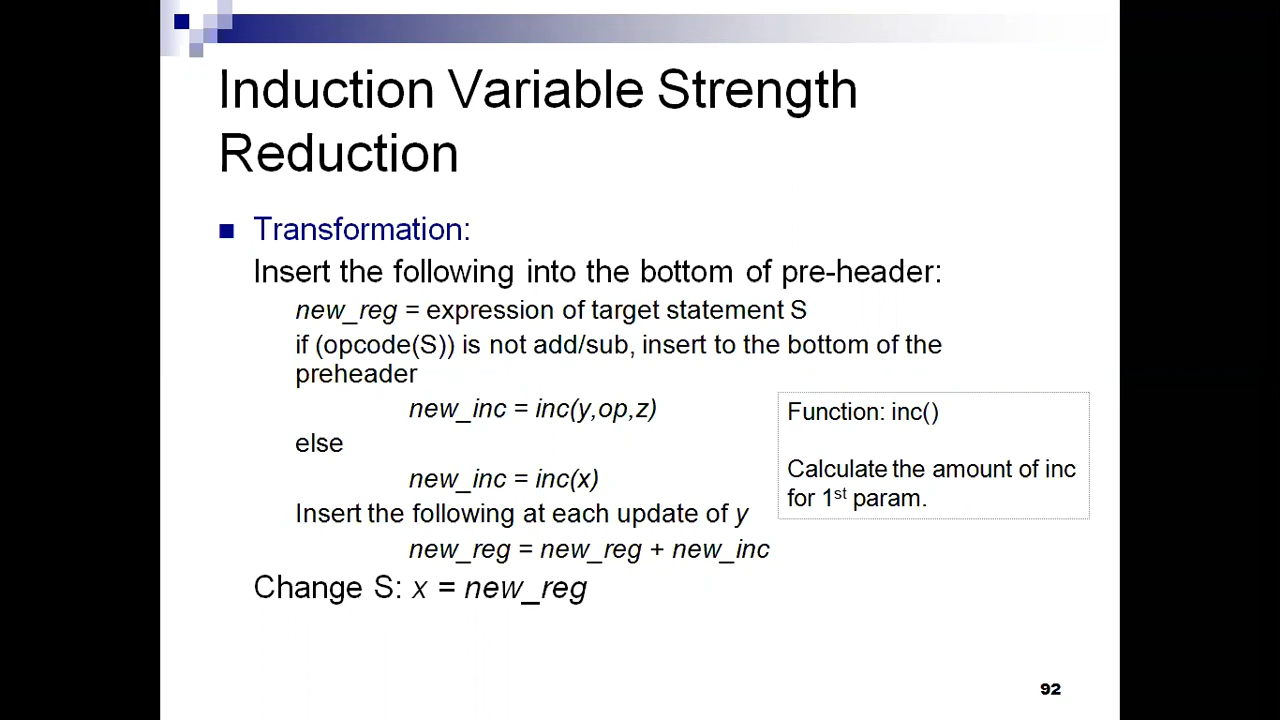 Induction Variable Strength
Reduction
Transformation:
Insert the following into the bottom of pre-header:
new_reg = expression of target statement S
if (opcode(S)) is not add/sub, insert to the bottom of the
preheader
new_inc = inc(y,op,z)
else
new_inc = inc(x)
Insert the following at each update of y
new_reg = new_reg + new_inc
Change S: x = new_reg
Function: inc()
Calculate the amount of inc
for 1st param.
92